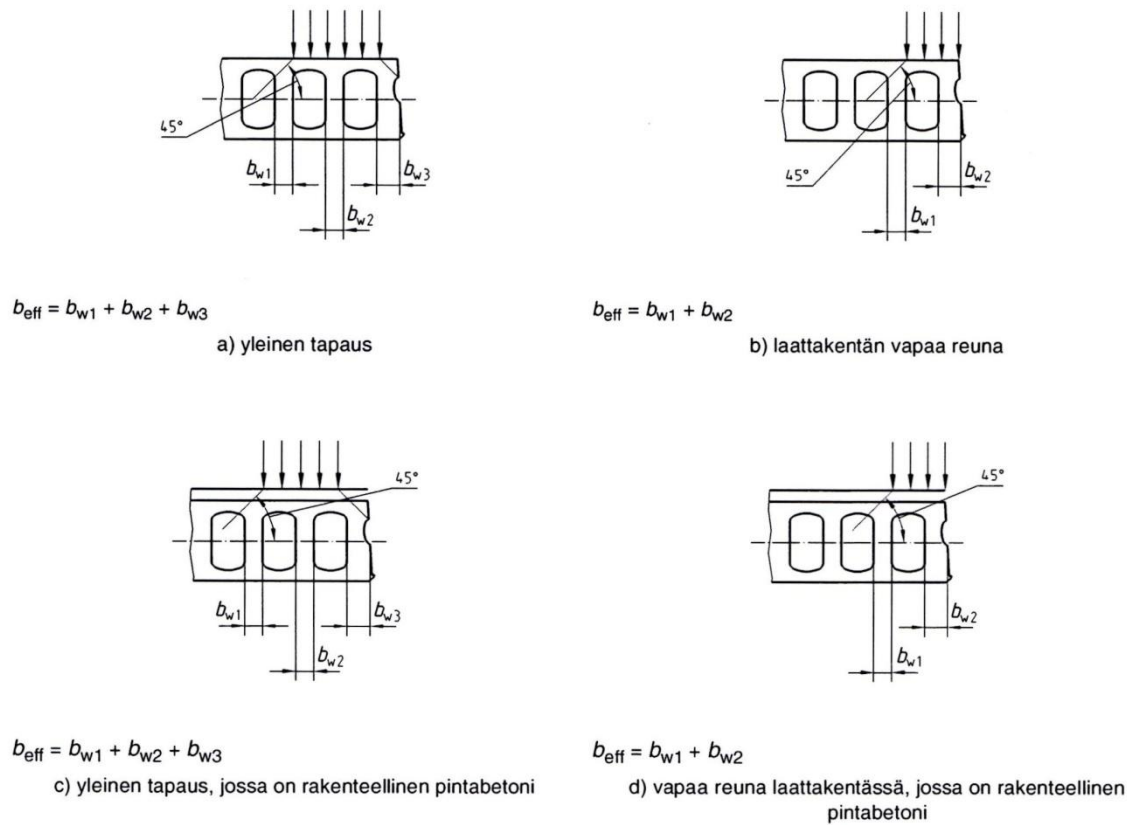 45°
b_w1
b_w3
b_w2
b_eff = b_w1 + b_w2 + b_w3
a) yleinen tapaus
45°
b_w2
b_w1
b_eff = b_w1 + b_w2
b) laattakentän vapaa reuna
45°
b_w1
b_w3
b_w2
b_eff = b_w1 + b_w2 + b_w3
c) yleinen tapaus, jossa on rakenteellinen pintabetoni
45°
b_w2
b_w1
b_eff = b_w1 + b_w2
d) vapaa reuna laattakentässä, jossa on rakenteellinen
pintabetoni